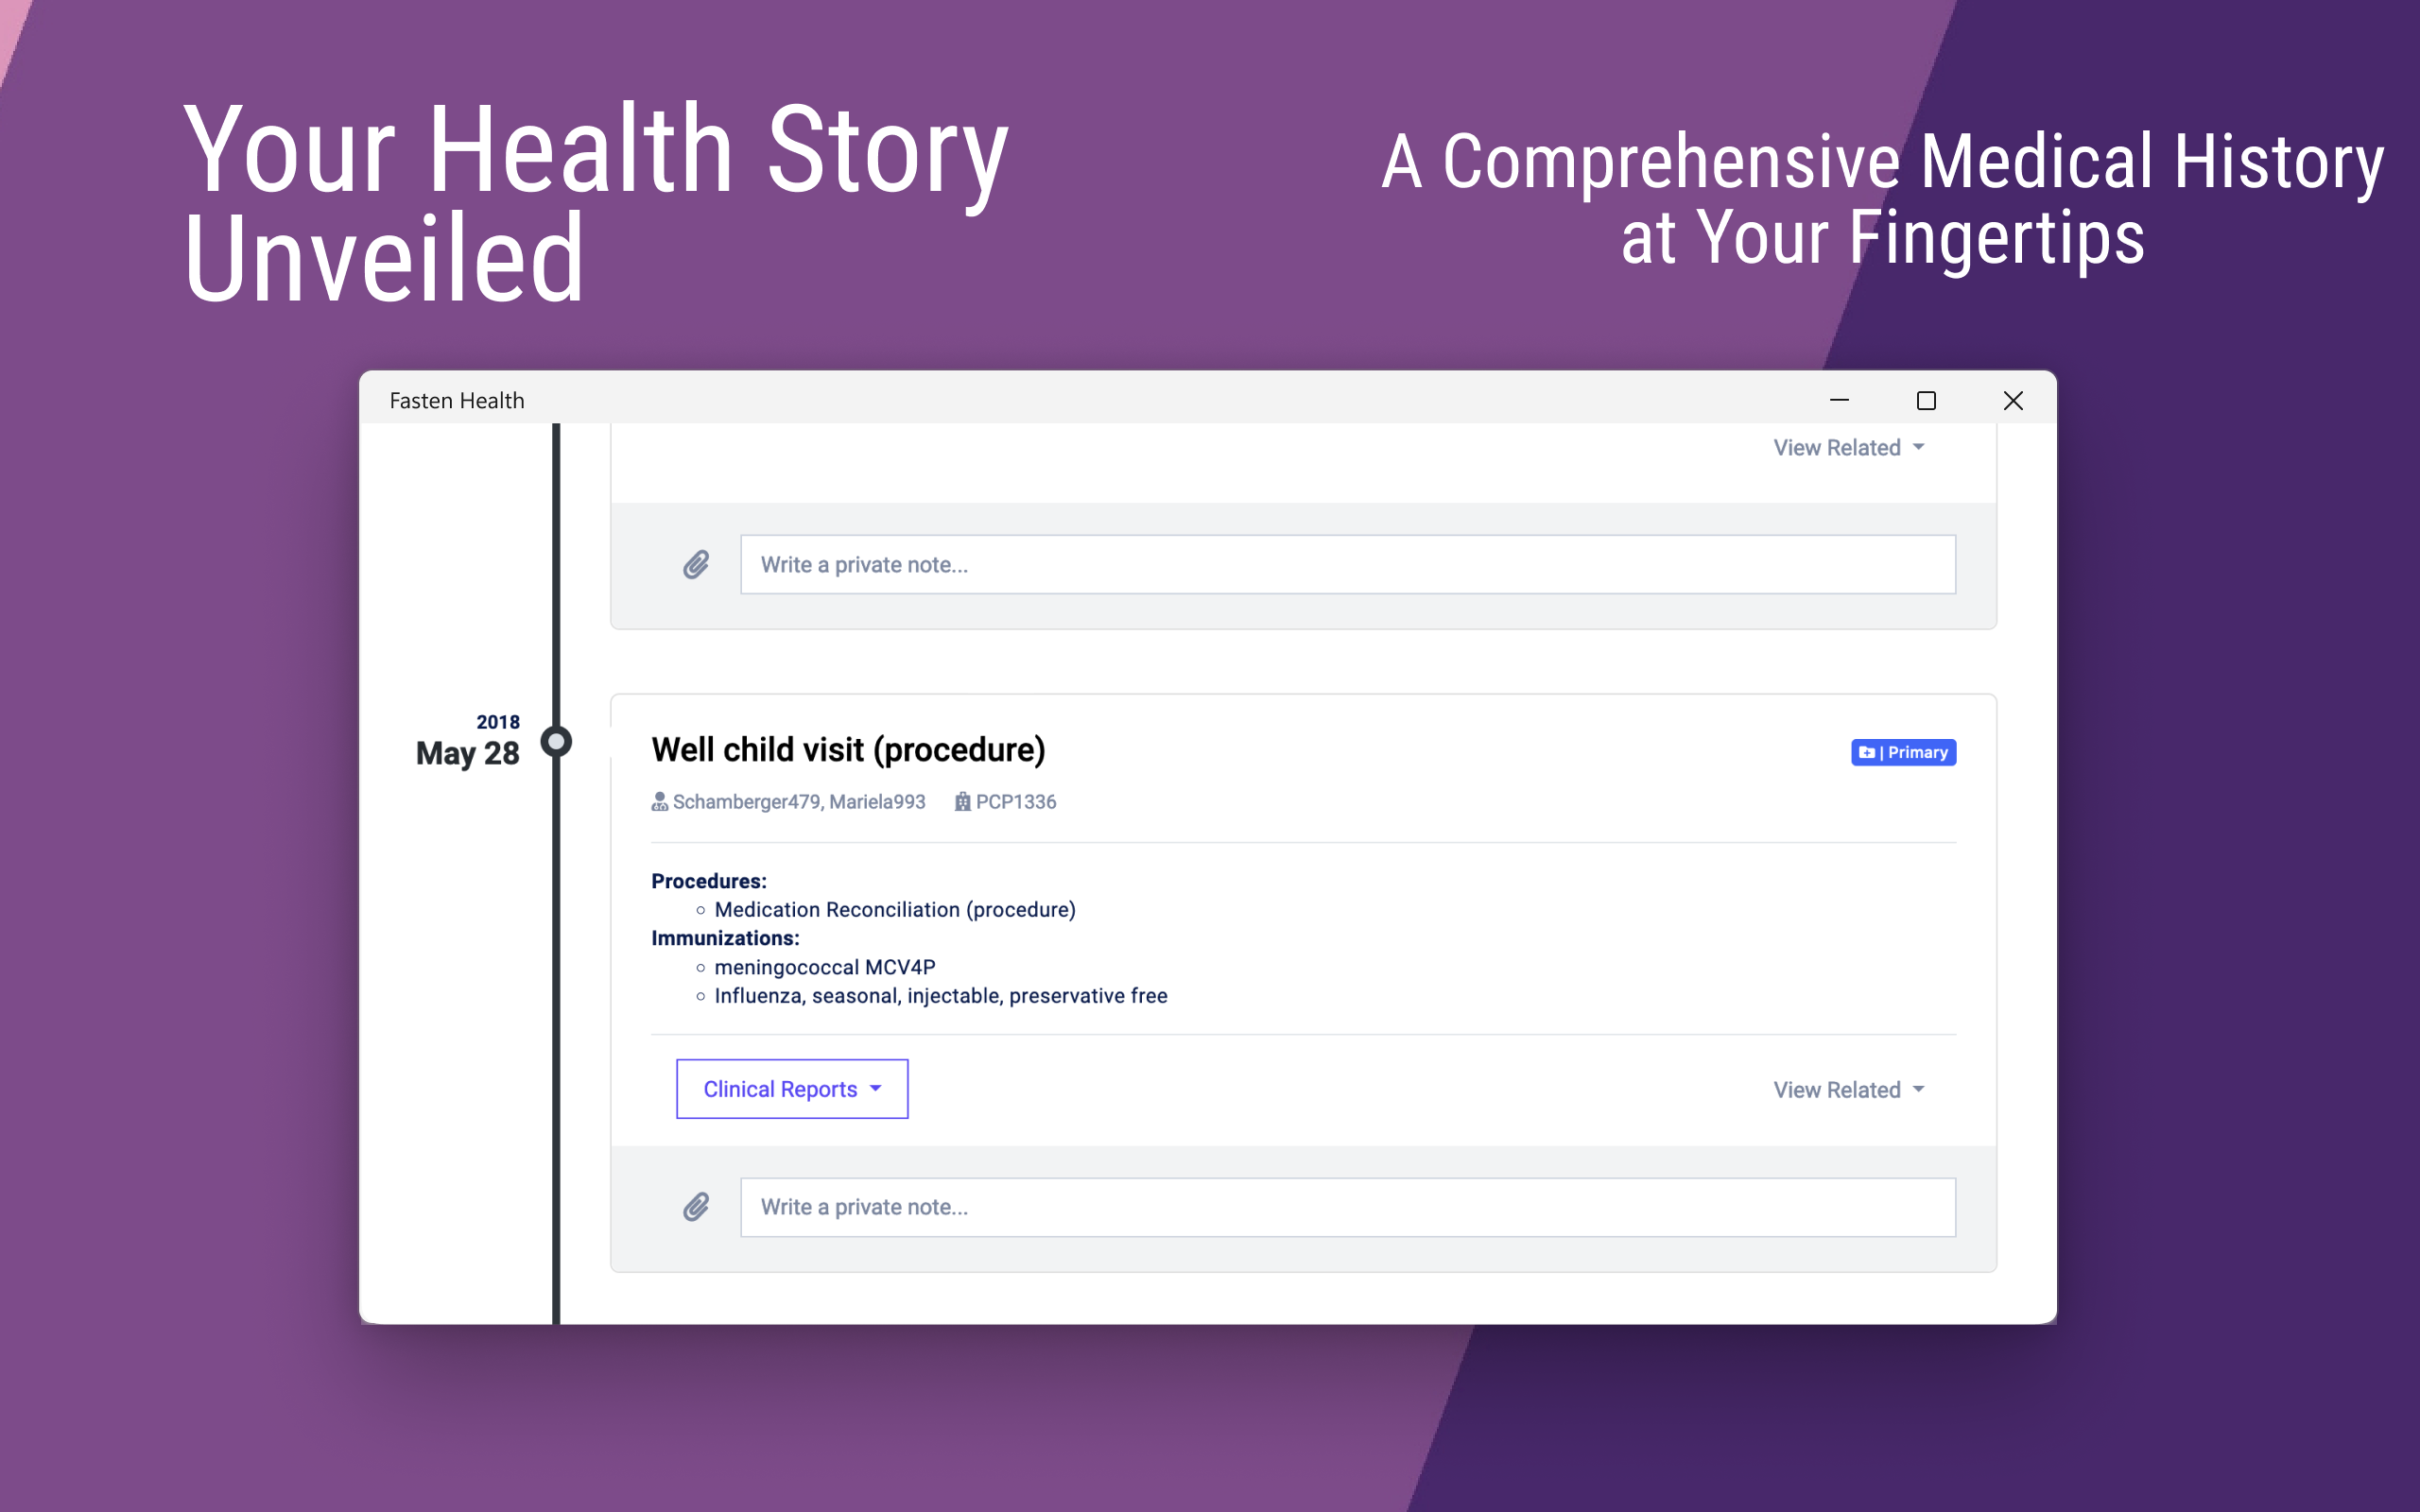 Your Health Story
Unveiled
A Comprehensive Medical History
at Your Fingertips
Fasten Health
View Related
Write a private note...
2018
May 28
Well child visit (procedure)
| Primary
Schamberger479, Mariela993 PCP1336
Procedures:
Medication Reconciliation (procedure)
Immunizations:
meningococcal MCV4P
Influenza, seasonal, injectable, preservative free
Clinical Reports
View Related
Write a private note...